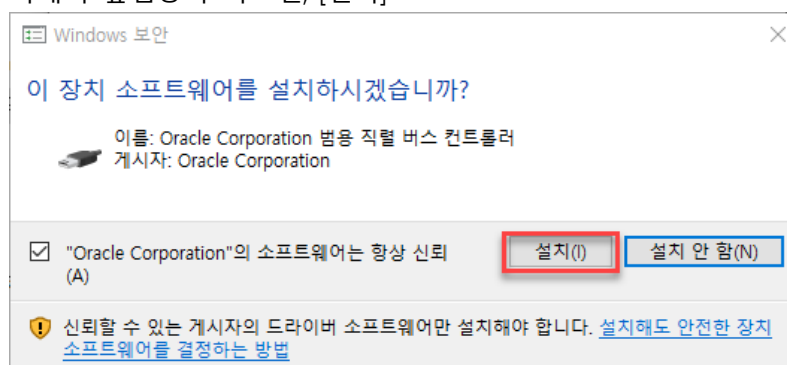 Windows 보안
이 장치 소프트웨어를 설치하시겠습니까?
이름: Oracle Corporation 범용 직렬 버스 컨트롤러
게시자: Oracle Corporation
"Oracle Corporation"의 소프트웨어는 항상 신뢰
(A)
설치(I)
설치 안 함(N)
신뢰할 수 있는 게시자의 드라이버 소프트웨어만 설치해야 합니다. 설치해도 안전한 장치
소프트웨어를 결정하는 방법